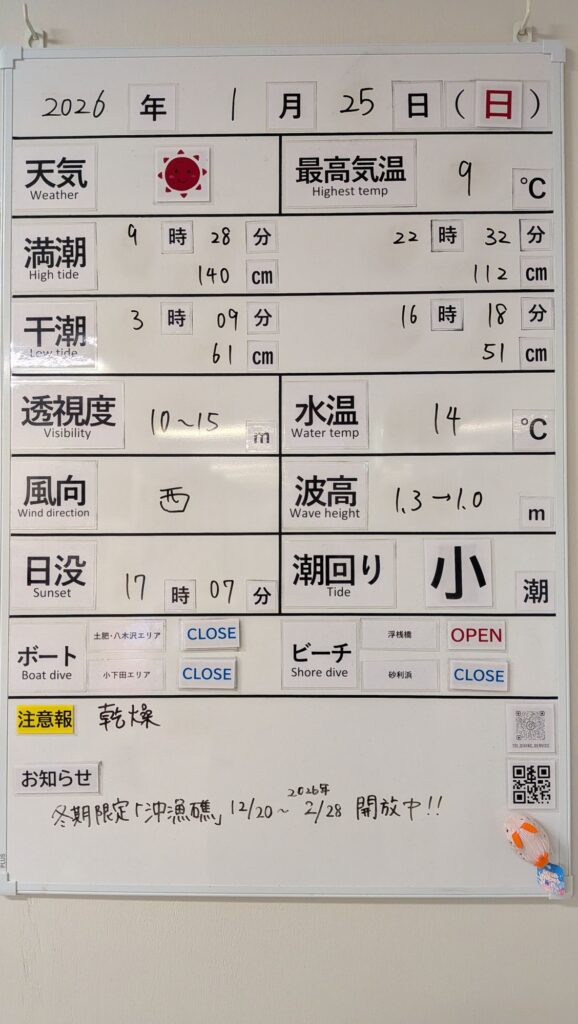 2026 年 1 月 25 日 (日)
天気 Weather
最高気温 Highest temp 9 ℃
満潮 High tide 9 時 28 分 140 cm 22 時 32 分 112 cm
干潮 Low tide 3 時 09 分 61 cm 16 時 18 分 51 cm
透視度 Visibility 10~15 m
水温 Water temp 14 ℃
風向 Wind direction 西
波高 Wave height 1.3→1.0 m
日没 Sunset 17 時 07 分
潮回り Tide 小 潮
ボート Boat dive
土肥・八木沢エリア CLOSE
小下田エリア CLOSE
ビーチ Shore dive
浮桟橋 OPEN
砂利浜 CLOSE
注意報 乾燥
TOI DIVING SERVICE
お知らせ
2026年
冬期限定「沖漁礁」12/20~2/28 開放中!!
PLUS